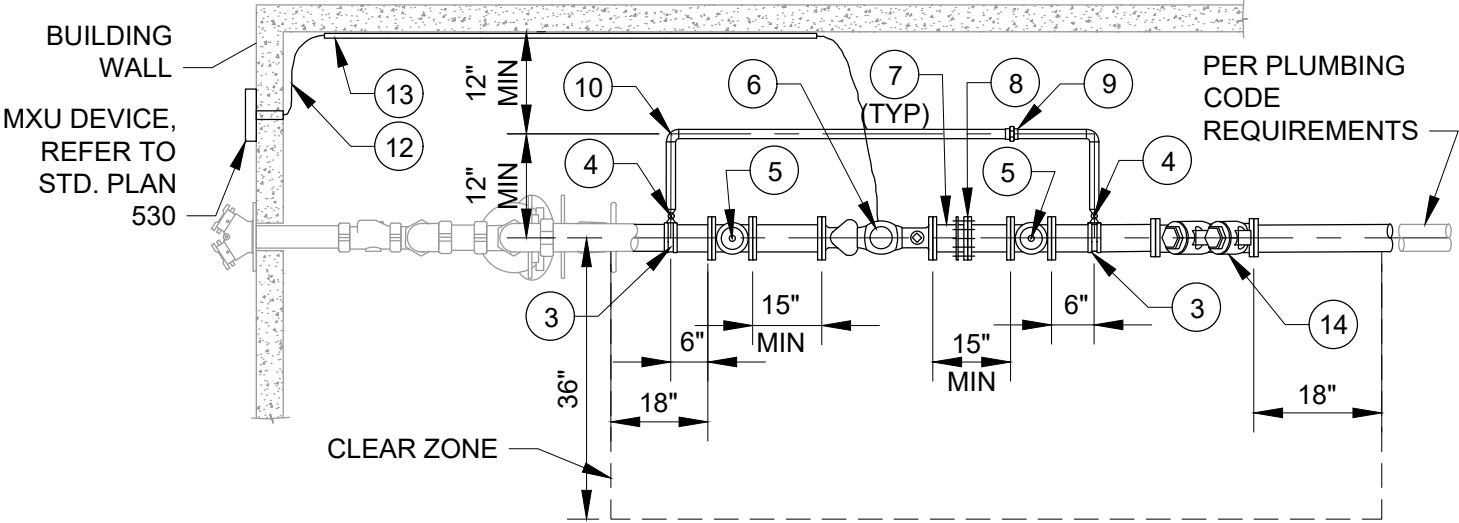 BUILDING
WALL
MXU DEVICE,
REFER TO
STD. PLAN
530
13
12
10
12"
MIN
12"
MIN
4
5
6
7
(TYP)
8
9
5
4
PER PLUMBING
CODE
REQUIREMENTS
3
15"
MIN
6"
18"
36"
15"
MIN
6"
3
14
18"
CLEAR ZONE